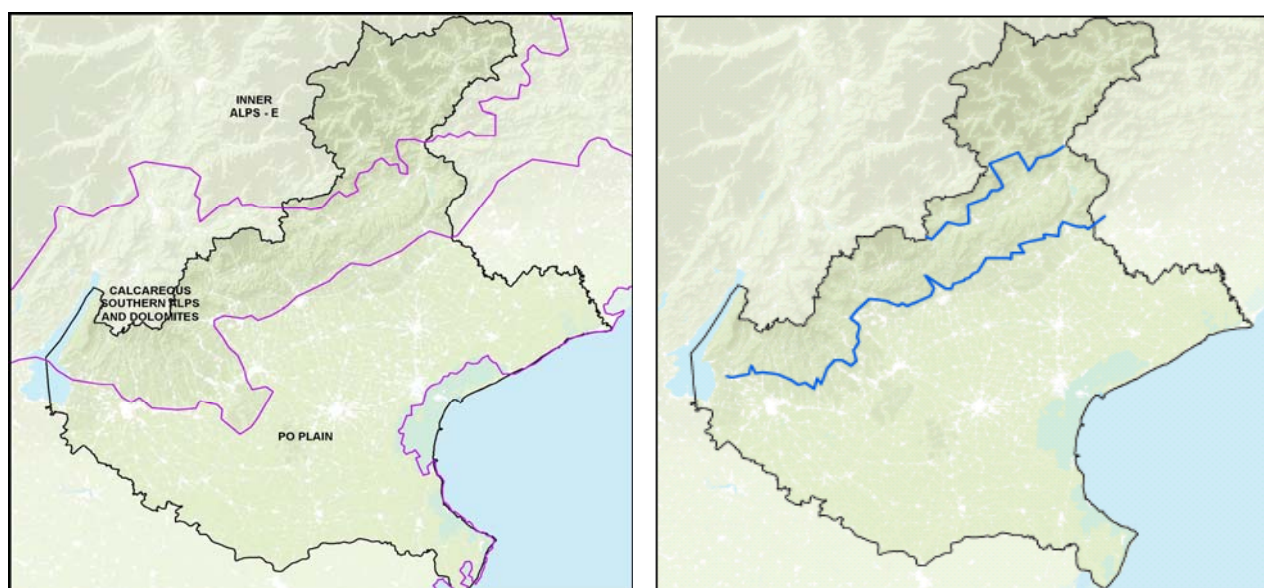 INNER
ALPS - E
CALCAREOUS
SOUTHERN ALPS
AND DOLOMITES
PO PLAIN